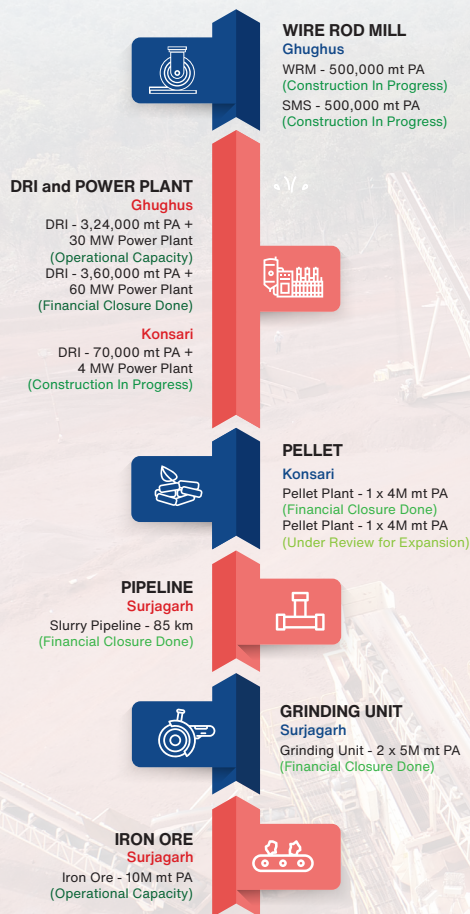 WIRE ROD MILL
Ghughus
WRM - 500,000 mt PA
(Construction In Progress)
SMS - 500,000 mt PA
(Construction In Progress)
DRI and POWER PLANT
Ghughus
DRI - 3,24,000 mt PA +
30 MW Power Plant
(Operational Capacity)
DRI - 3,60,000 mt PA +
60 MW Power Plant
(Financial Closure Done)
Konsari
DRI - 70,000 mt PA +
4 MW Power Plant
(Construction In Progress)
PELLET
Konsari
Pellet Plant - 1 x 4M mt PA
(Financial Closure Done)
Pellet Plant - 1 x 4M mt PA
(Under Review for Expansion)
PIPELINE
Surjagarh
Slurry Pipeline - 85 km
(Financial Closure Done)
GRINDING UNIT
Surjagarh
Grinding Unit - 2 x 5M mt PA
(Financial Closure Done)
IRON ORE
Surjagarh
Iron Ore - 10M mt PA
(Operational Capacity)